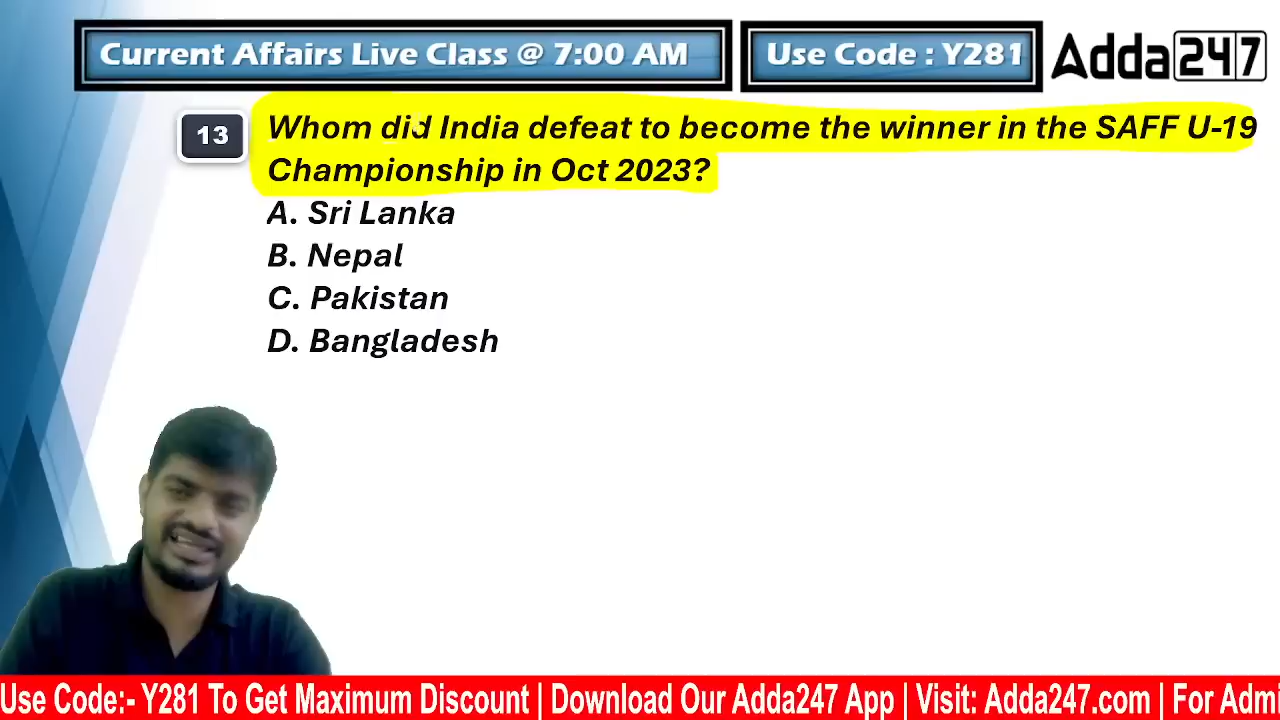 Current Affairs Live Class @ 7:00 AM
Use Code : Y281
Adda247
13
Whom did India defeat to become the winner in the SAFF U-19
Championship in Oct 2023?
A. Sri Lanka
B. Nepal
C. Pakistan
D. Bangladesh
Use Code:- Y281 To Get Maximum Discount | Download Our Adda247 App | Visit: Adda247.com | For Admi